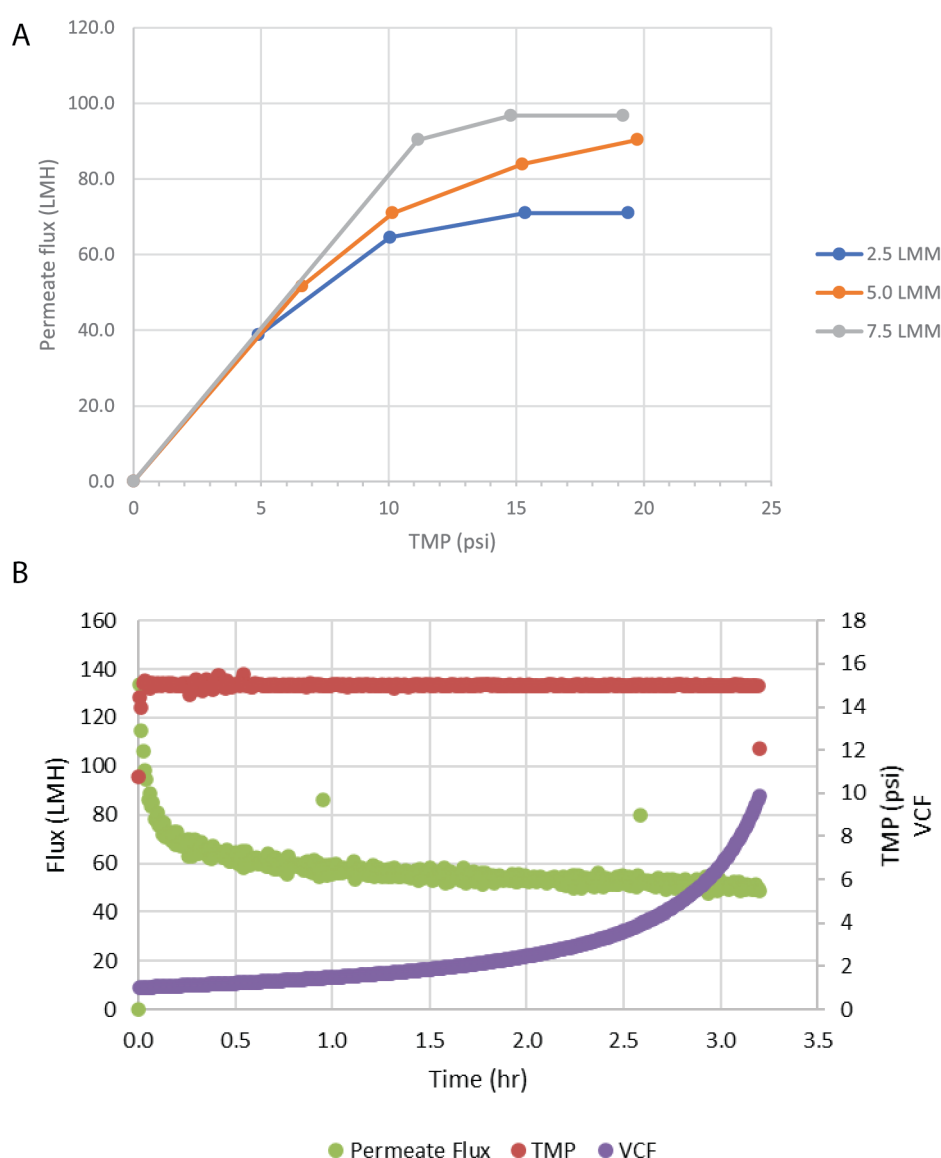 A
120.0
100.0
80.0
60.0
40.0
20.0
0.0
Permeate flux (LMH)
0 5 10 15 20 25
TMP (psi)
2.5 LMM
5.0 LMM
7.5 LMM
B
160
140
120
100
80
60
40
20
0
Flux (LMH)
18
16
14
12
10
8
6
4
2
0
TMP (psi)
VCF
0.0 0.5 1.0 1.5 2.0 2.5 3.0 3.5
Time (hr)
Permeate Flux TMP VCF